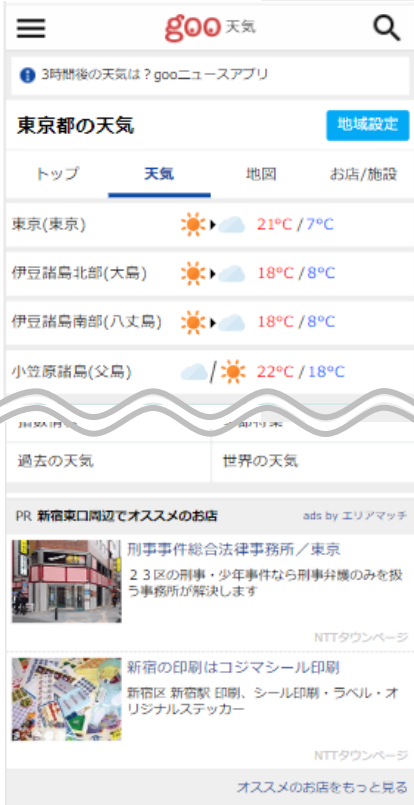 goo 天気
3時間後の天気は？gooニュースアプリ
東京都の天気
地域設定
トップ 天気 地図 お店/施設
東京(東京) 21°C / 7°C
伊豆諸島北部(大島) 18°C / 8°C
伊豆諸島南部(八丈島) 18°C / 8°C
小笠原諸島(父島) 22°C / 18°C
過去の天気 世界の天気
PR 新宿東口周辺でオススメのお店 ads by エリアマッチ
刑事事件総合法律事務所／東京
２３区の刑事・少年事件なら刑事弁護のみを扱
う事務所が解決します
NTTタウンページ
新宿の印刷はコジマシール印刷
新宿区 新宿駅 印刷、シール印刷・ラベル・オ
リジナルステッカー
NTTタウンページ
オススメのお店をもっと見る